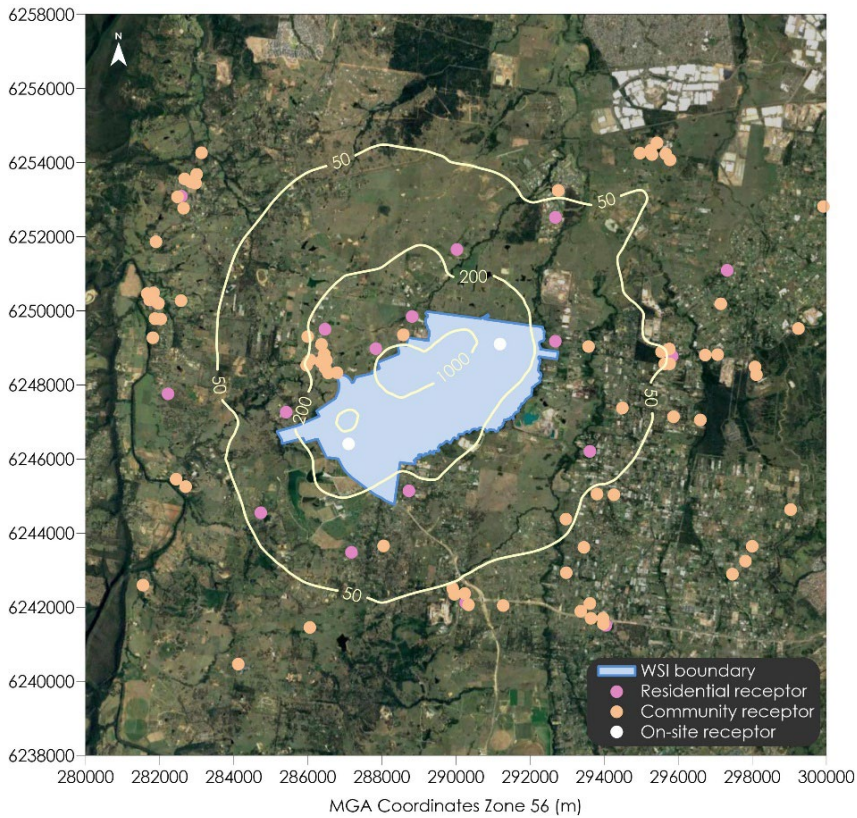 6258000
N
6256000
6254000
50
50
6252000
200
6250000
1000
6248000
50
50
200
6246000
6244000
50
6242000
WSI boundary
Residential receptor
6240000
Community receptor
On-site receptor
6238000
280000 282000 284000 286000 288000 290000 292000 294000 296000 298000 300000
MGA Coordinates Zone 56 (m)